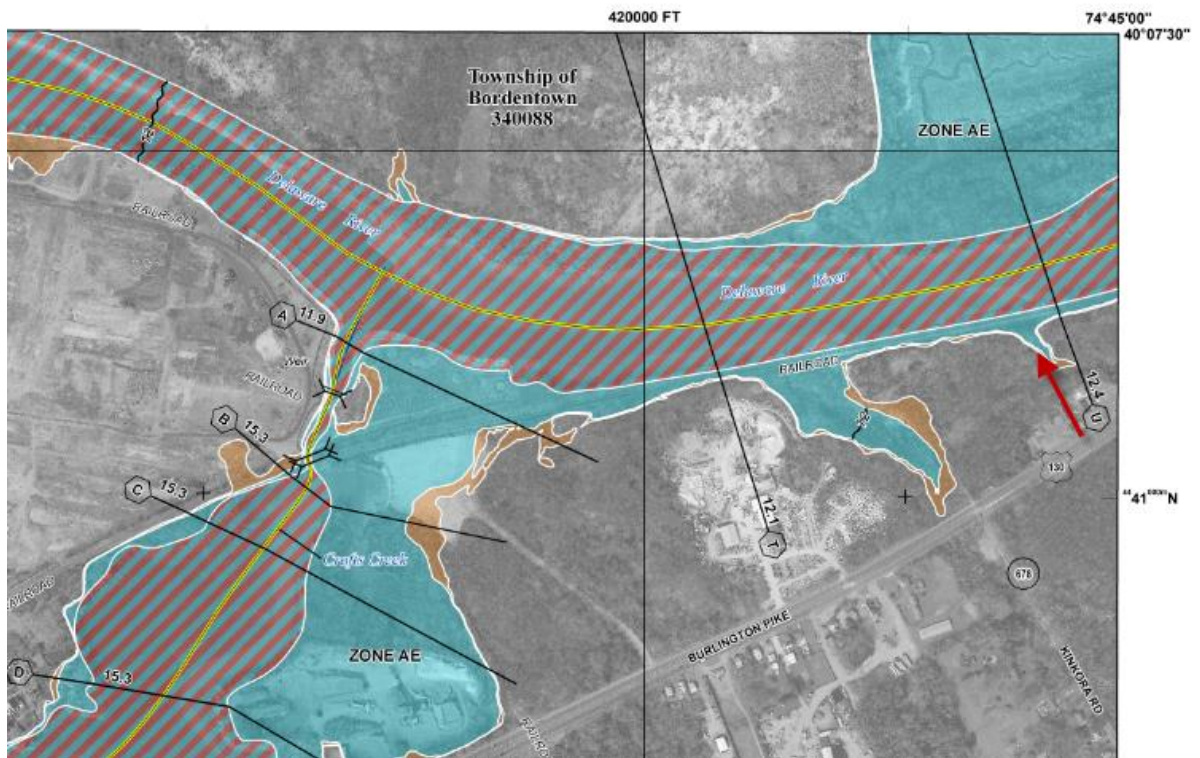 420000 FT
74°45'00"
40°07'30"
Township of
Bordentown
340088
ZONE AE
RAILROAD
Delaware
River
Delaware River
A 11.9
Weir
RAILROAD
RAILROAD
12.4 U
B 15.3
130
C 15.3
41 N
12.1 T
Crofts Creek
678
RAILROAD
BURLINGTON PIKE
ZONE AE
D 15.3
KINKORA RD